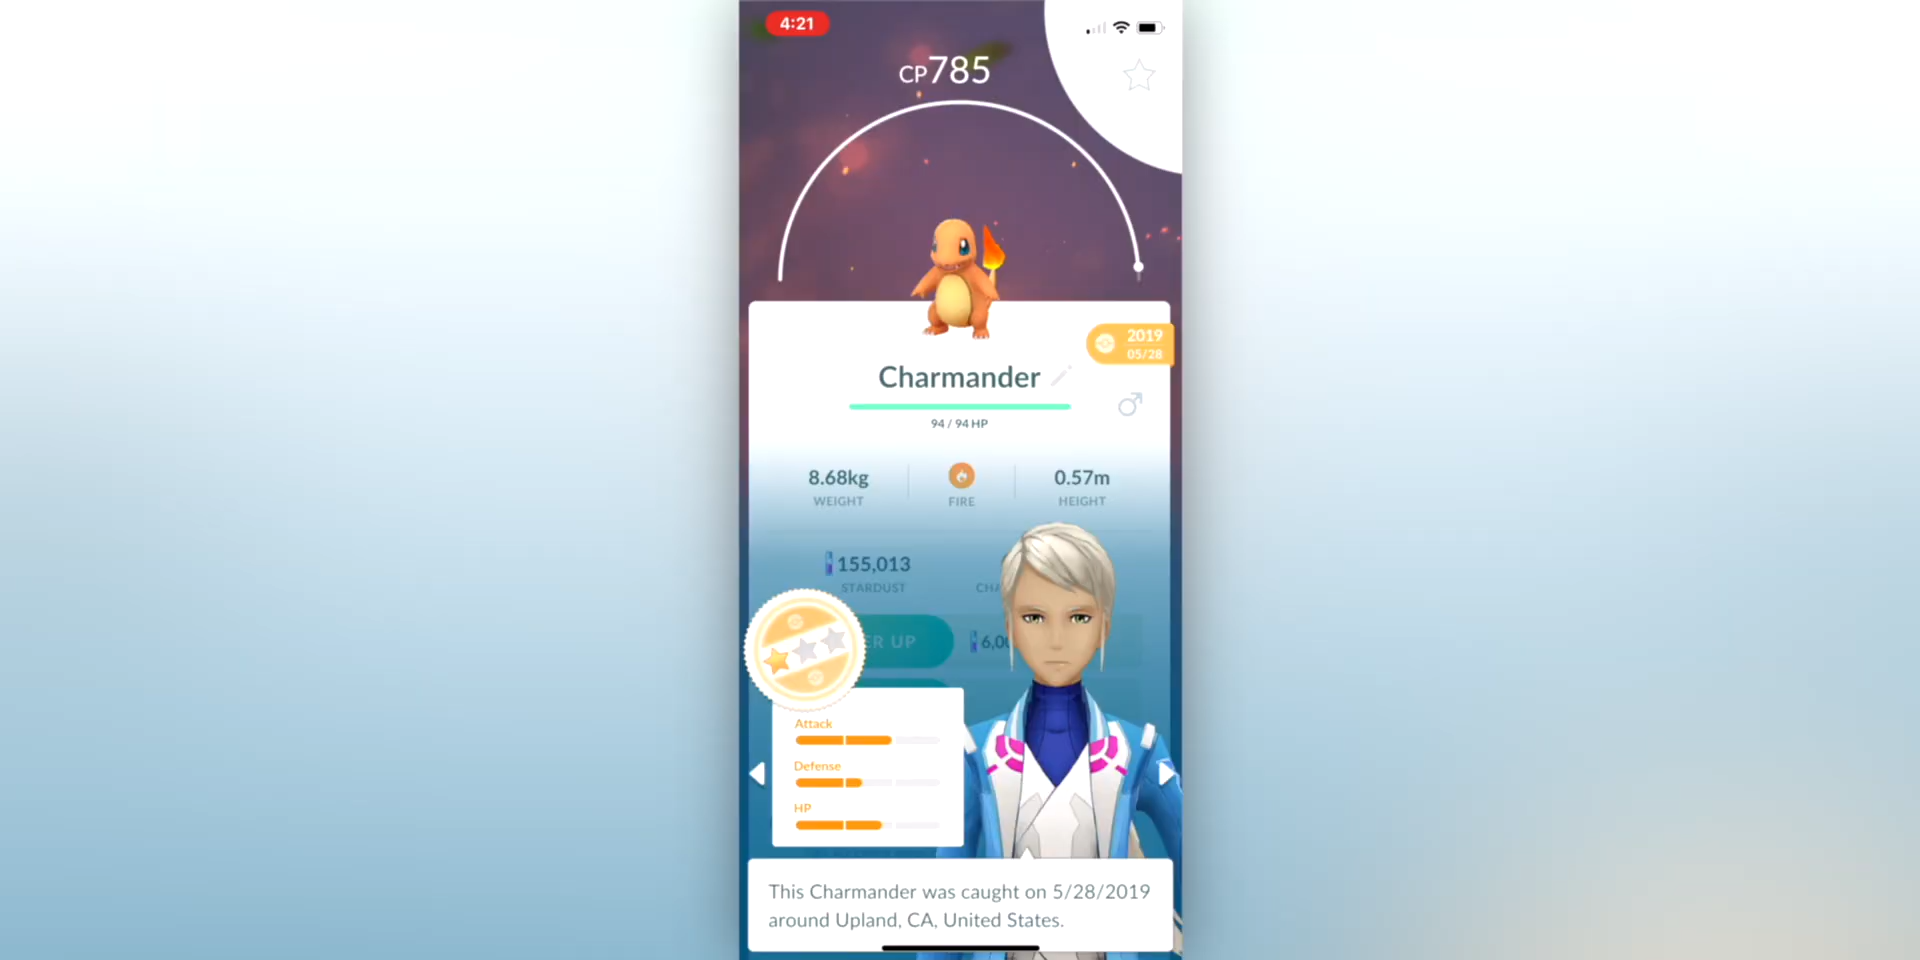 4:21
CP785
2019
05/28
Charmander
94 / 94 HP
8.68kg
WEIGHT
FIRE
0.57m
HEIGHT
155,013
STARDUST
Attack
Defense
HP
This Charmander was caught on 5/28/2019
around Upland, CA, United States.